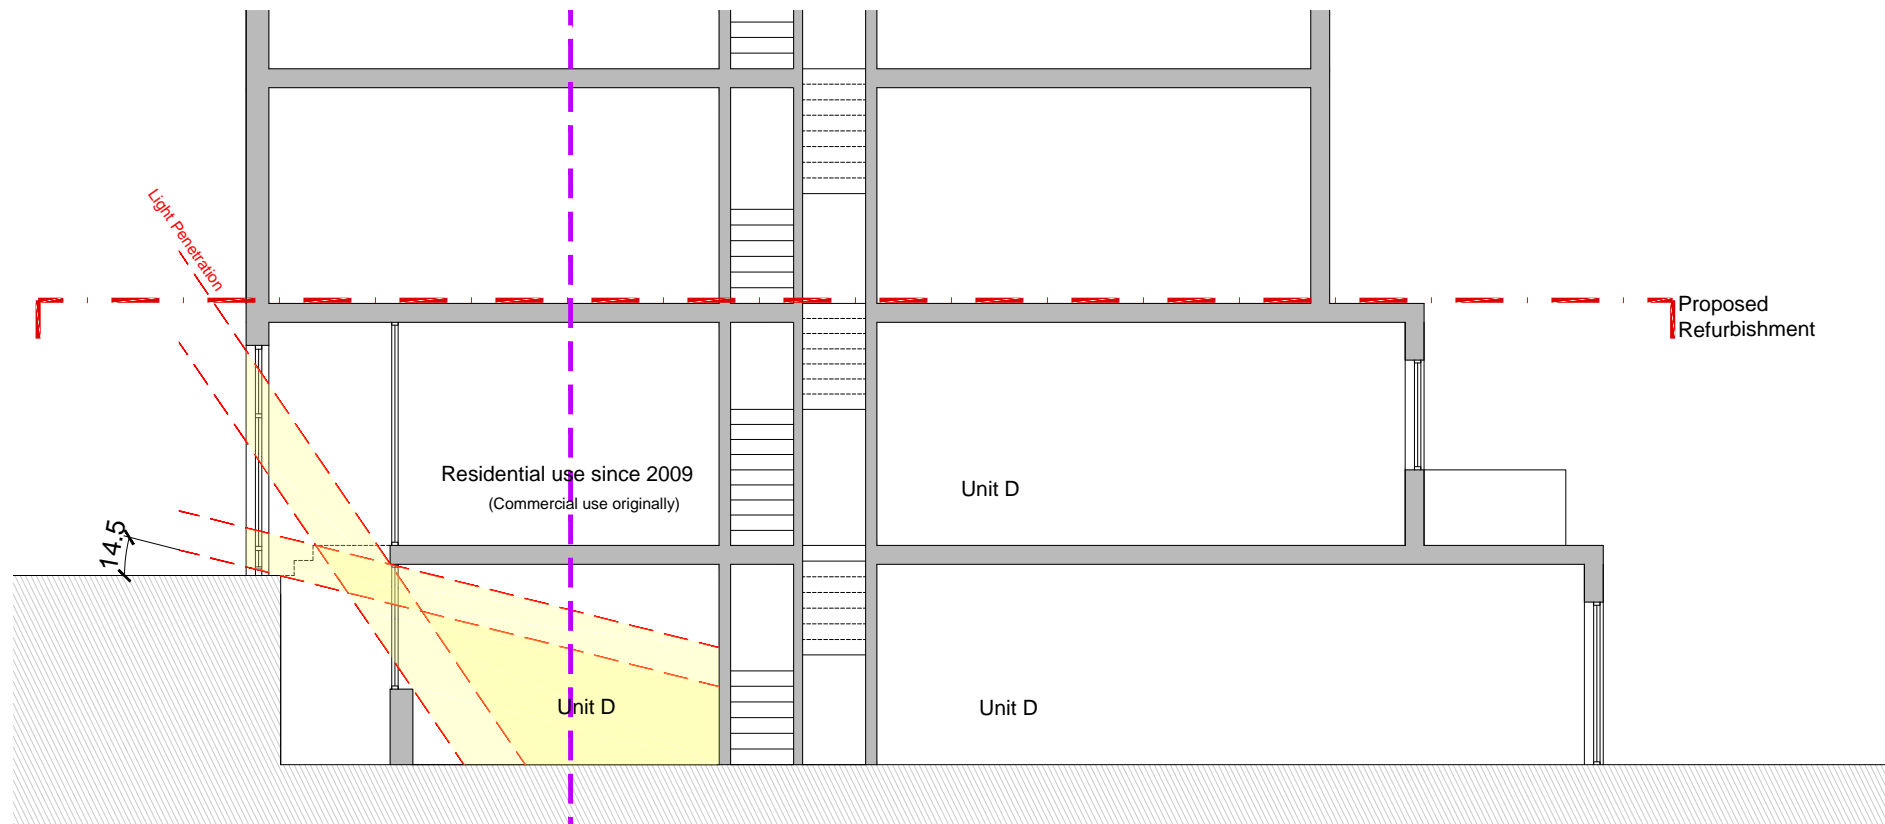 Light Penetration
Proposed
Refurbishment
Residential use since 2009
(Commercial use originally)
Unit D
14.5
Unit D
Unit D